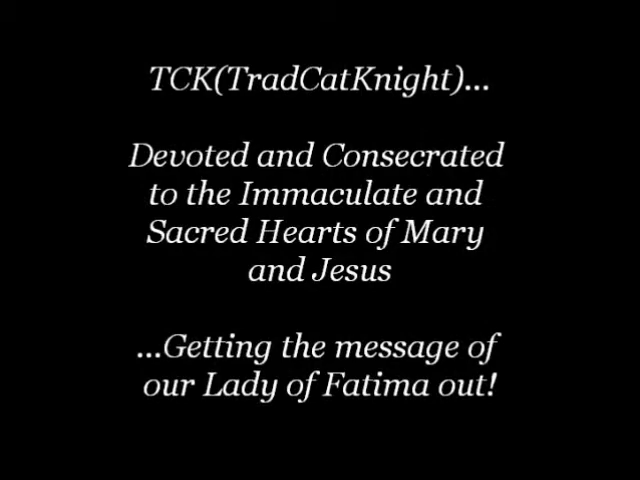 TCK(TradCatKnight)...
Devoted and Consecrated
to the Immaculate and
Sacred Hearts of Mary
and Jesus
...Getting the message of
our Lady of Fatima out!